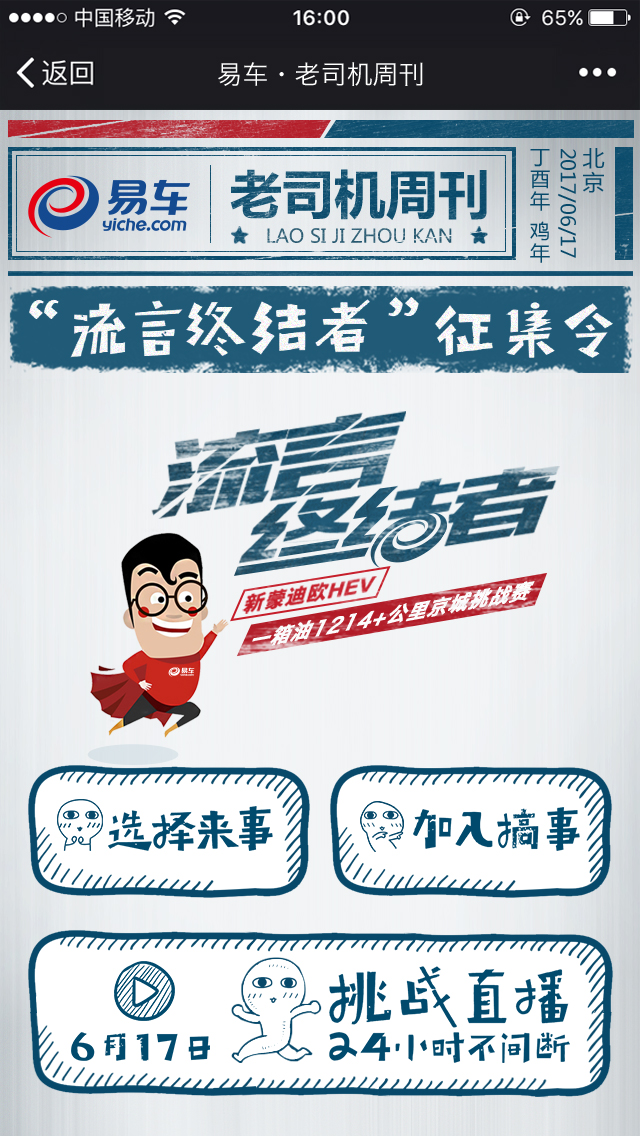 中国移动 16:00 65%
返回 易车·老司机周刊
易车
yiche.com
老司机周刊
LAO SI JI ZHOU KAN
北京
2017/06/17
丁酉年 鸡年
“流言终结者”征集令
流言
终结者
新蒙迪欧HEV
一箱油1214+公里京城挑战赛
易车
选择来事
加入搞事
6月17日
挑战直播
24小时不间断